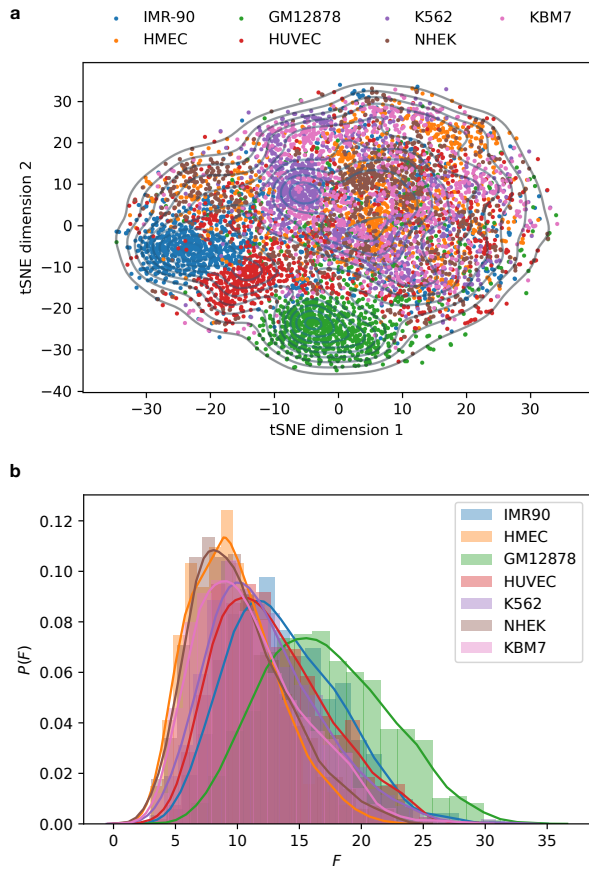 a
IMR-90 GM12878 K562 KBM7
HMEC HUVEC NHEK
30
20
10
0
−10
−20
−30
−40
tSNE dimension 2
−30 −20 −10 0 10 20 30
tSNE dimension 1
b
0.12
0.10
0.08
0.06
0.04
0.02
0.00
P(F)
IMR90
HMEC
GM12878
HUVEC
K562
NHEK
KBM7
0 5 10 15 20 25 30 35
F